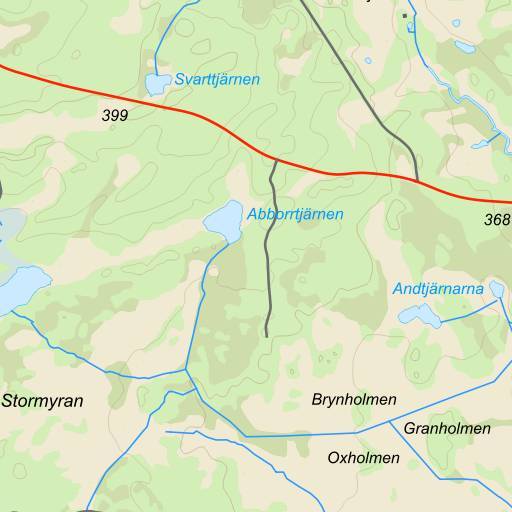 Svarttjärnen
399
Abborrtjärnen
368
Andtjärnarna
Stormyran
Brynholmen
Granholmen
Oxholmen